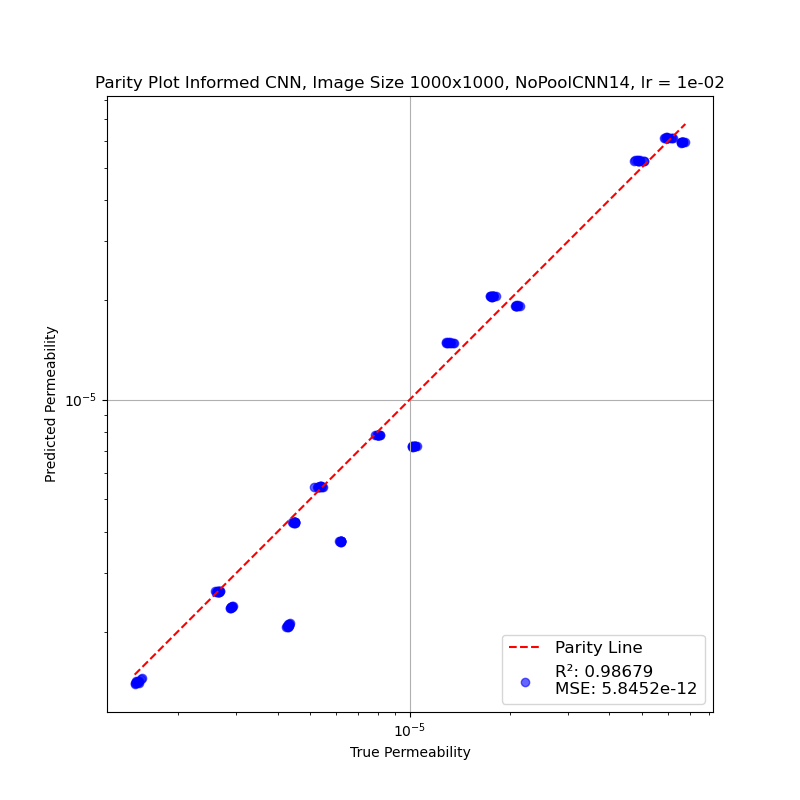 Parity Plot Informed CNN, Image Size 1000x1000, NoPoolCNN14, lr = 1e-02
Predicted Permeability
10⁻⁵
10⁻⁵
True Permeability
Parity Line
R²: 0.98679
MSE: 5.8452e-12